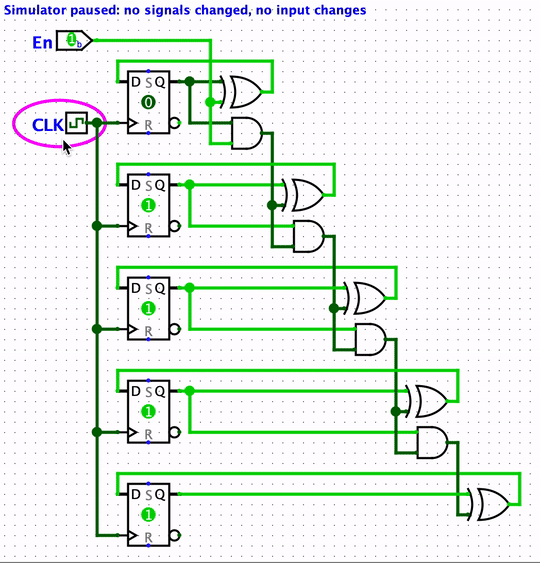 Simulator paused: no signals changed, no input changes
En 1b
D S Q
0
CLK
R
D S Q
1
R
D S Q
1
R
D S Q
1
R
D S Q
1
R